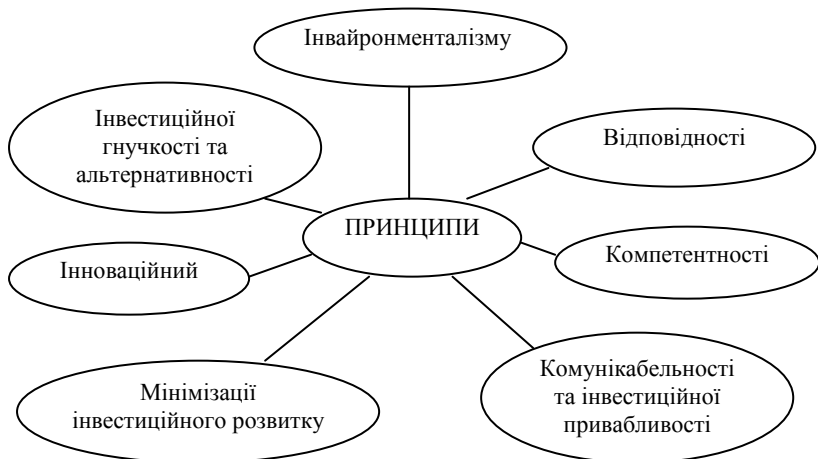 Інвайронменталізму
Інвестиційної
гнучкості та
альтернативності
Відповідності
ПРИНЦИПИ
Інноваційний
Компетентності
Мінімізації
інвестиційного розвитку
Комунікабельності
та інвестиційної
привабливості